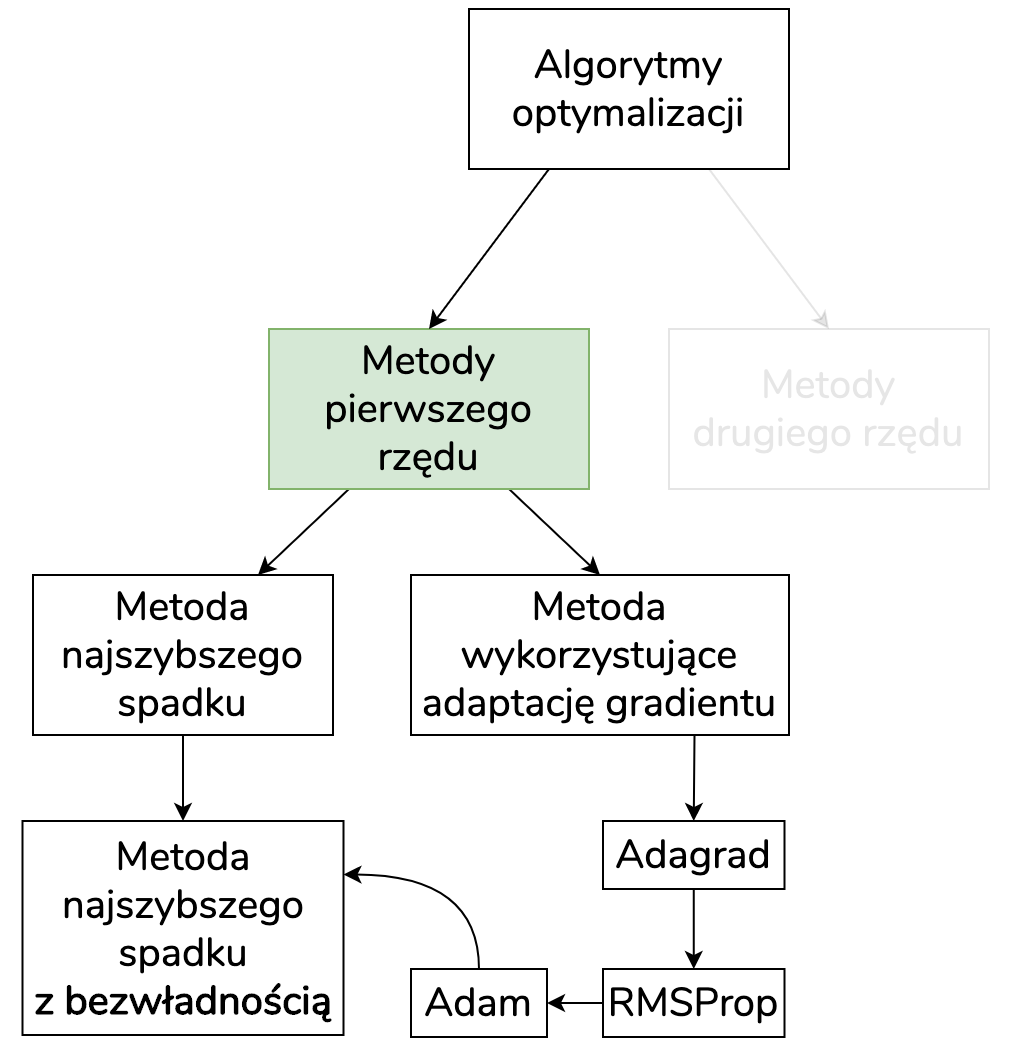 Algorytmy
optymalizacji
Metody
pierwszego
rzędu
Metody
drugiego rzędu
Metoda
najszybszego
spadku
Metoda
wykorzystujące
adaptację gradientu
Metoda
najszybszego
spadku
z bezwładnością
Adagrad
Adam
RMSProp